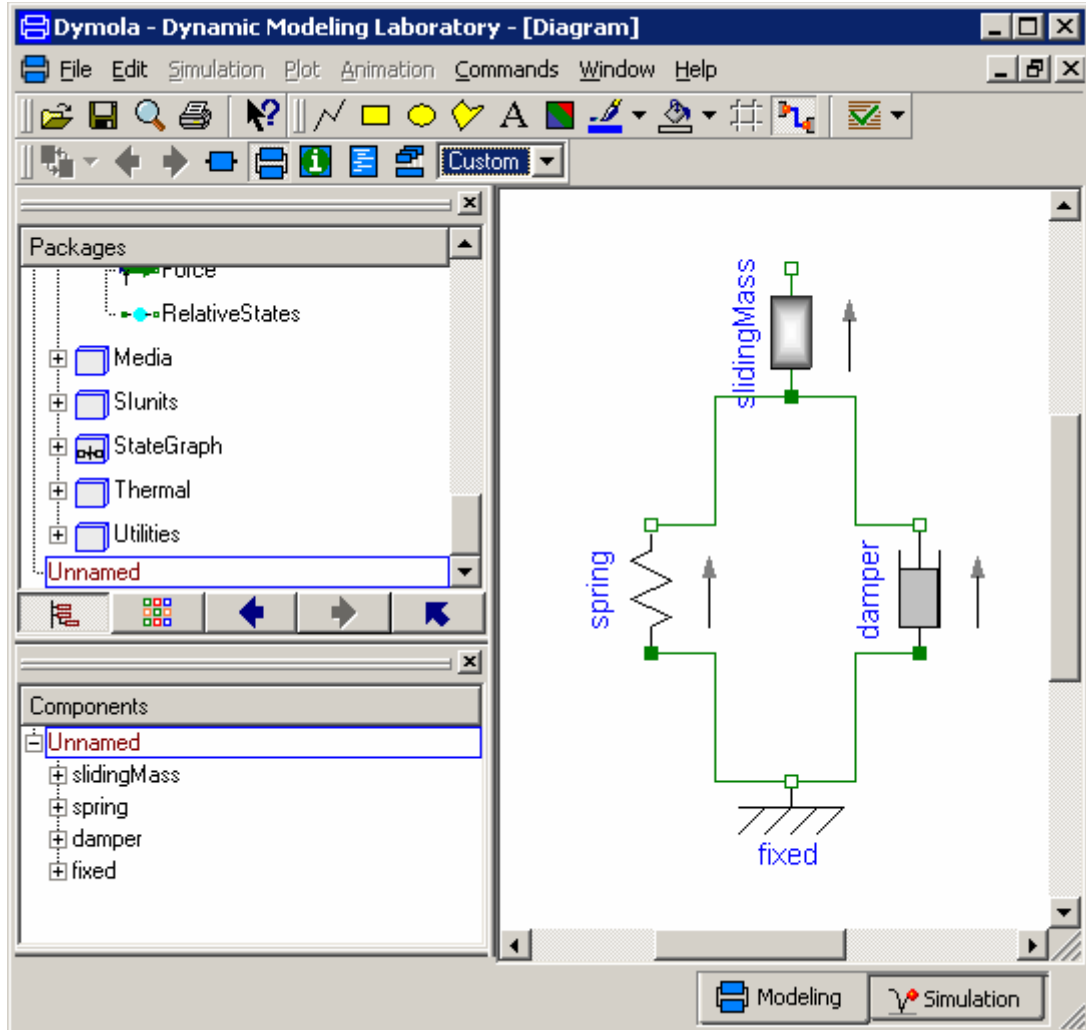 Dymola - Dynamic Modeling Laboratory - [Diagram]
File Edit Simulation Plot Animation Commands Window Help
A
Custom
Packages
Force
RelativeStates
Media
SIunits
StateGraph
Thermal
Utilities
Unnamed
Components
Unnamed
slidingMass
spring
damper
fixed
slidingMass
spring
damper
fixed
Modeling
Simulation